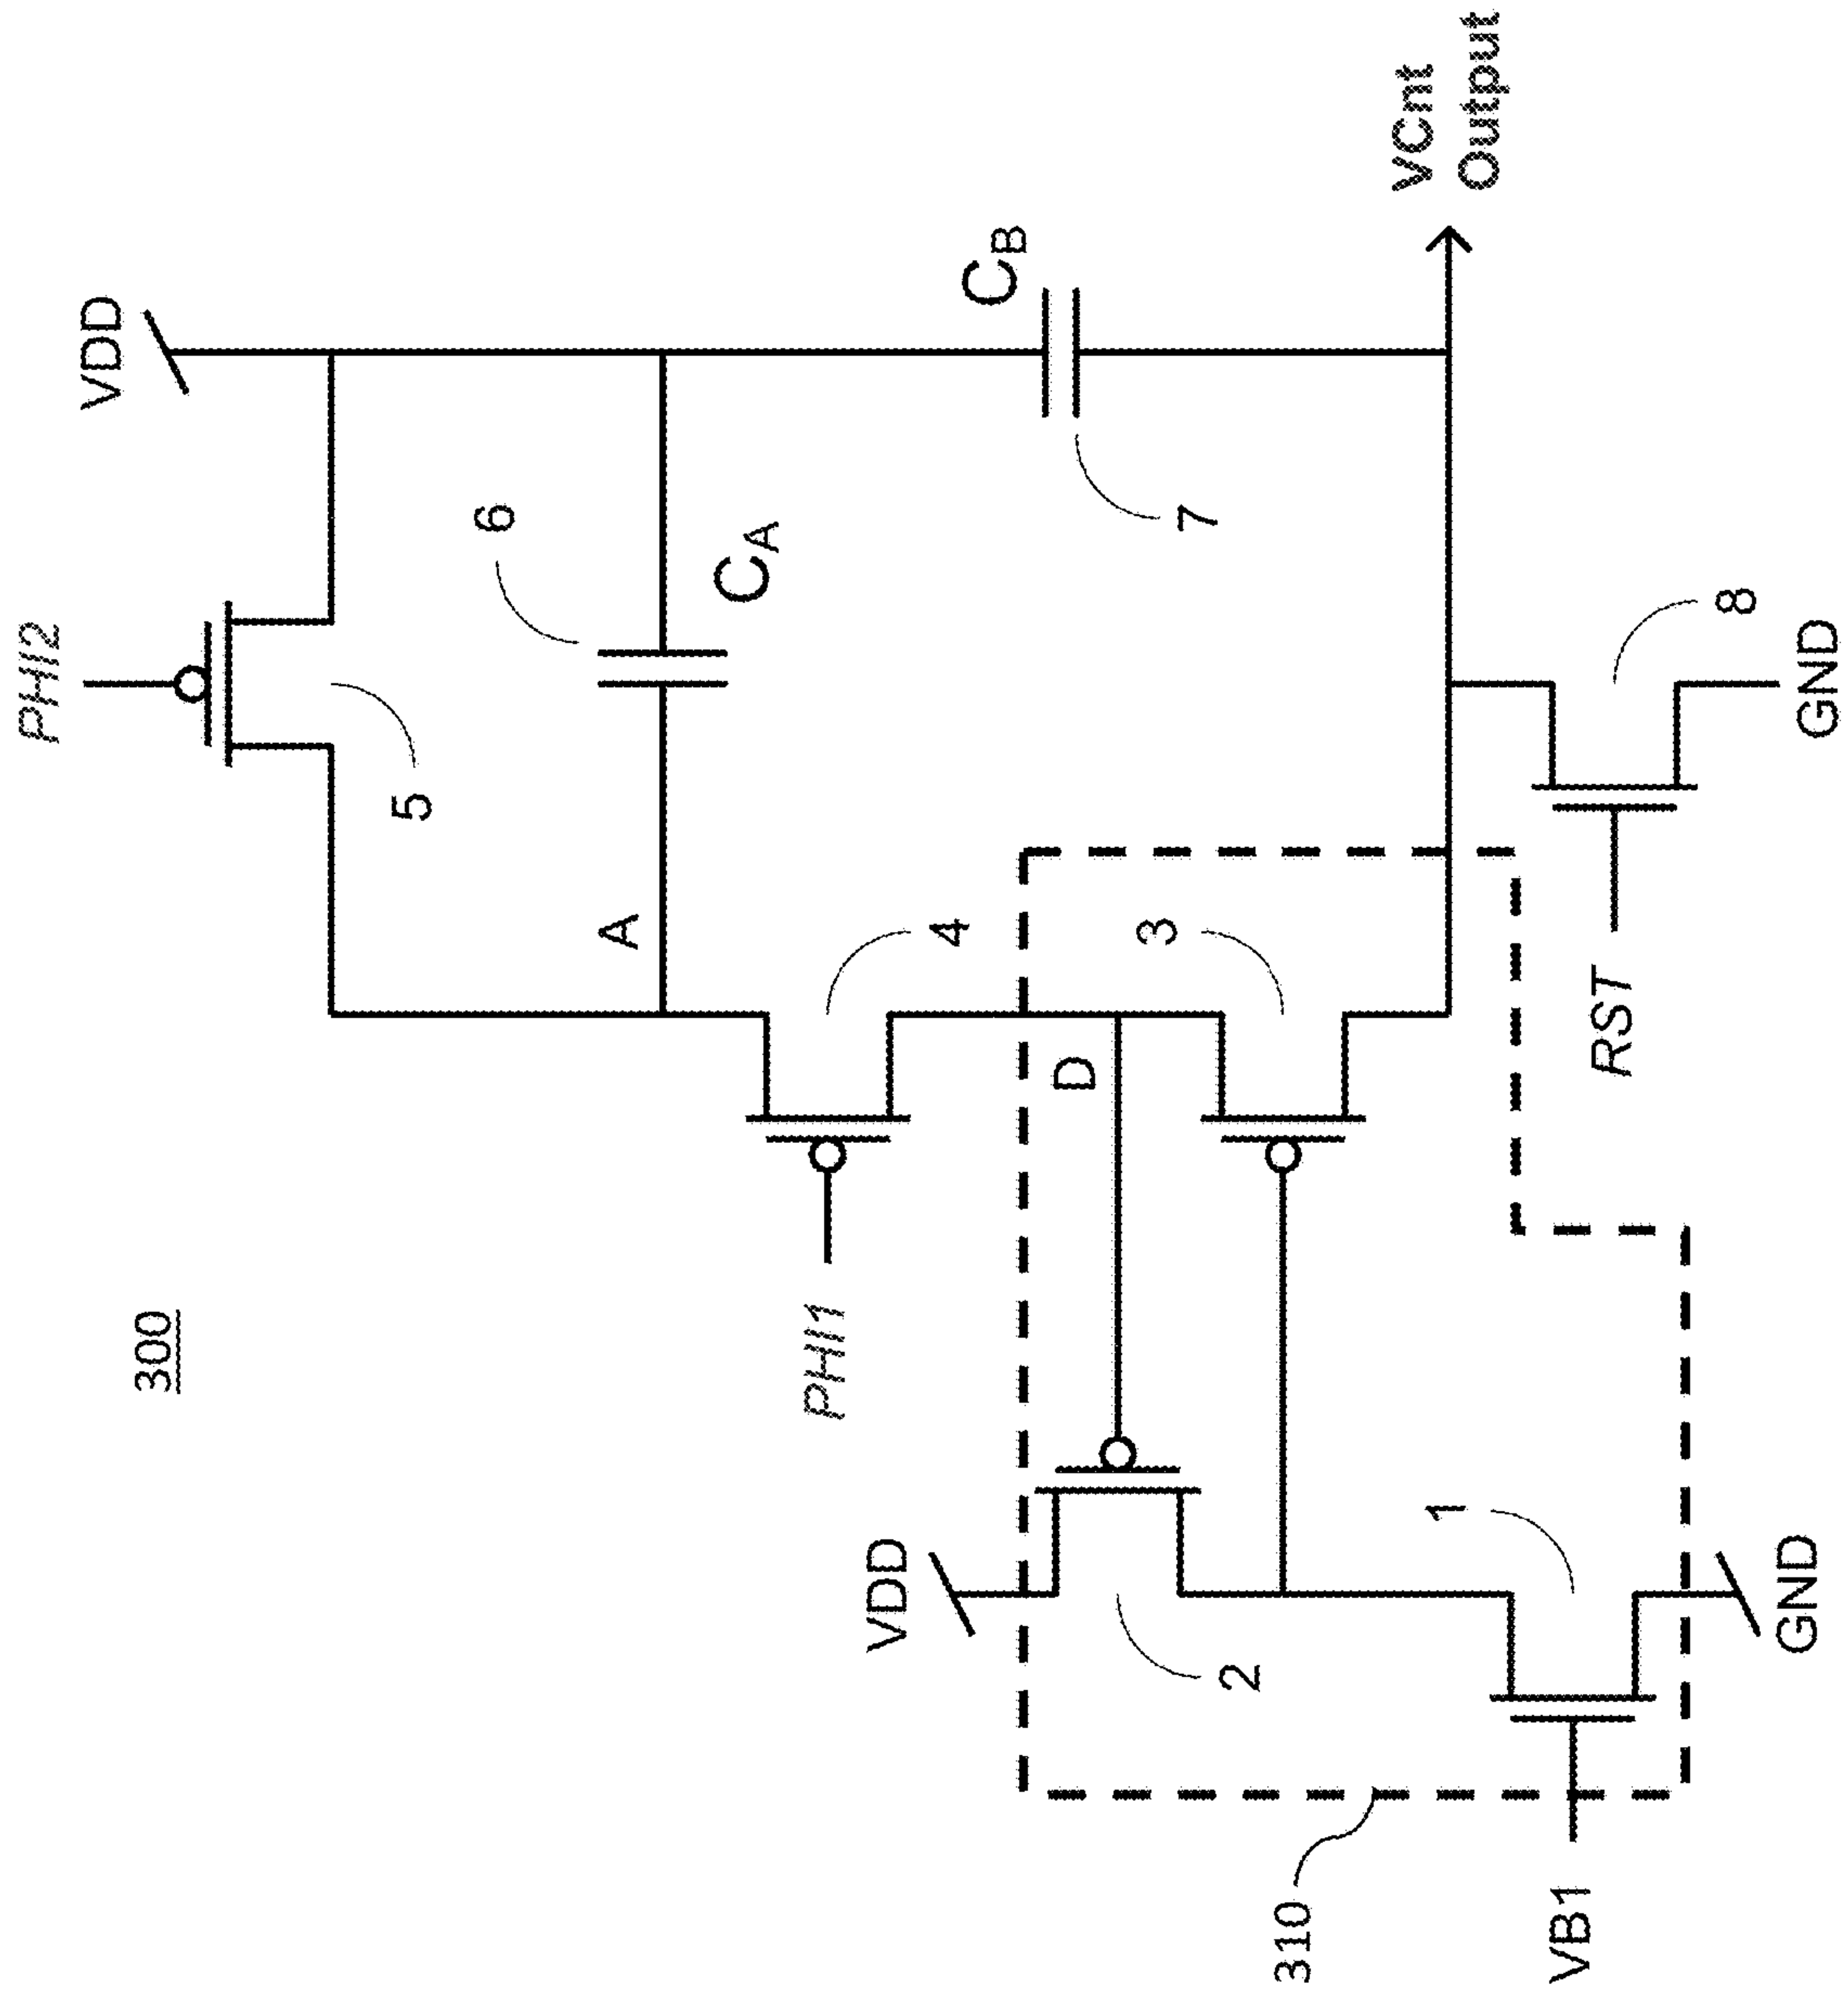 300
PHI2
VDD
5
6
CA
A
PHI1
4
CB
7
VDD
D
3
2
1
VCnt
Output
8
RST
GND
310
VB1
GND